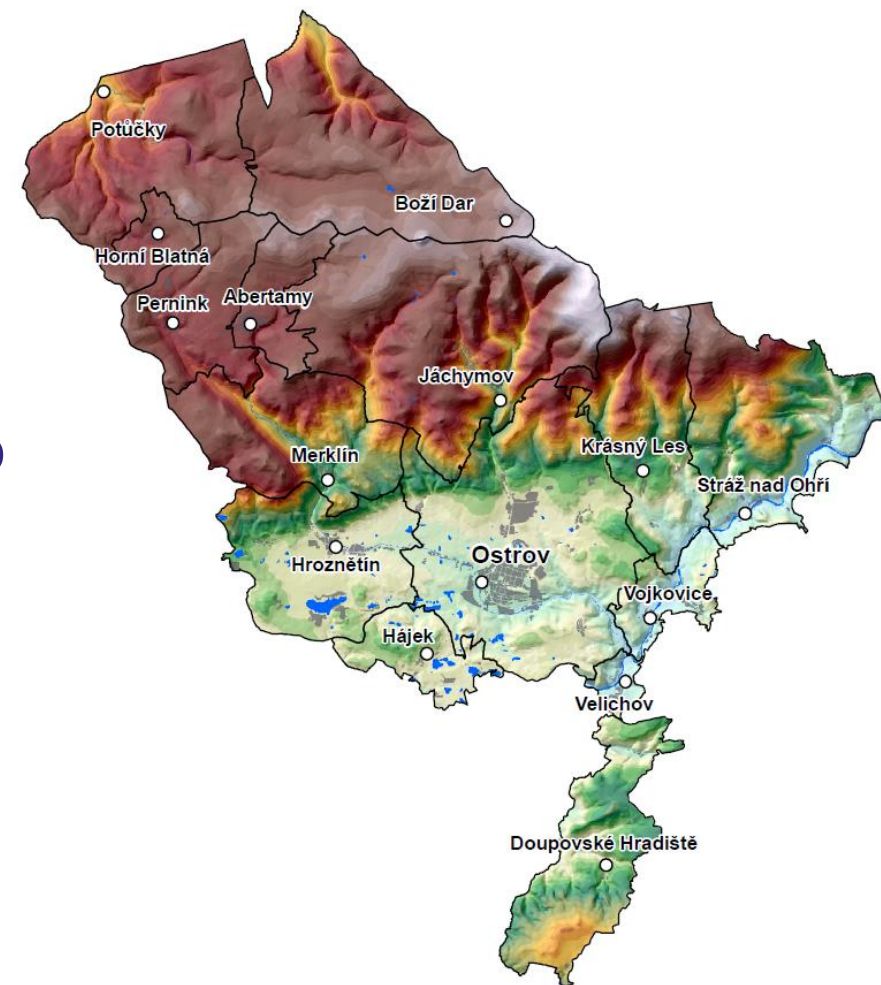 Potůčky
Boží Dar
Horní Blatná
Pernink
Abertamy
Jáchymov
Krásný Les
Merklín
Stráž nad Ohří
Hroznětín
Ostrov
Vojkovice
Hájek
Velichov
Doupovské Hradiště